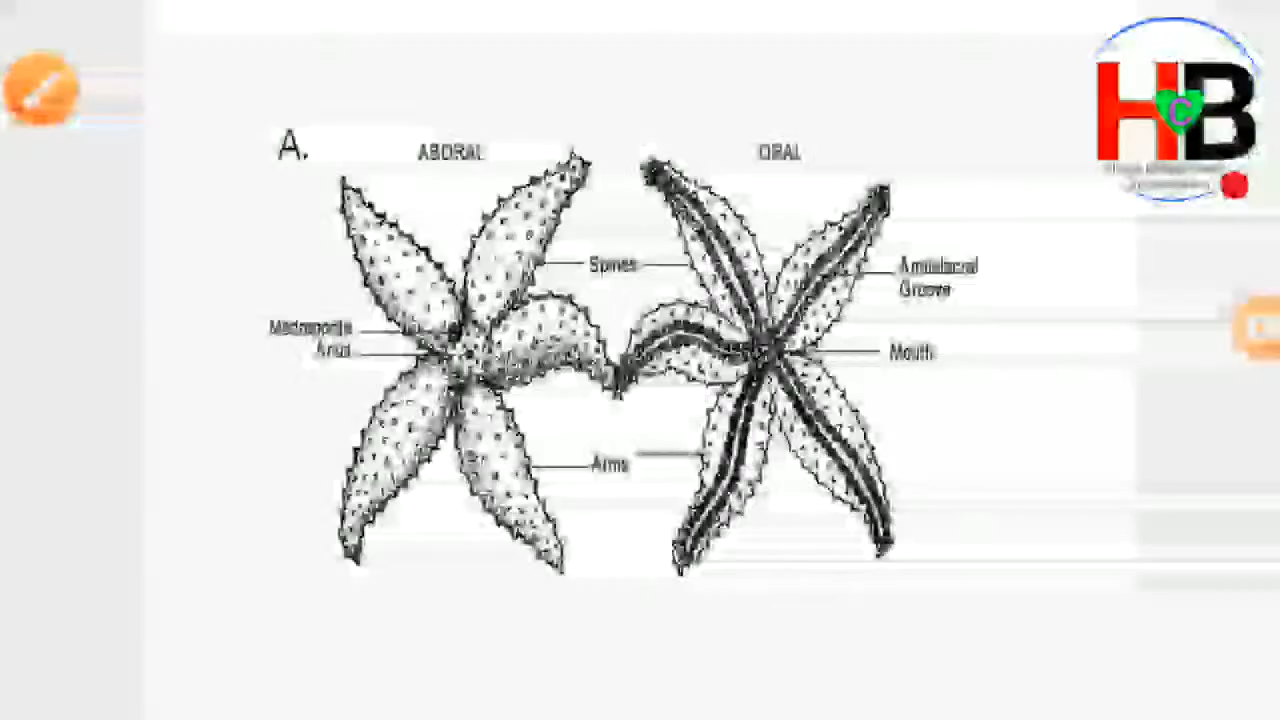 A.
ABORAL
ORAL
Spines
Ambulacral
Groove
Madreporite
Anus
Mouth
Arms
HB
C